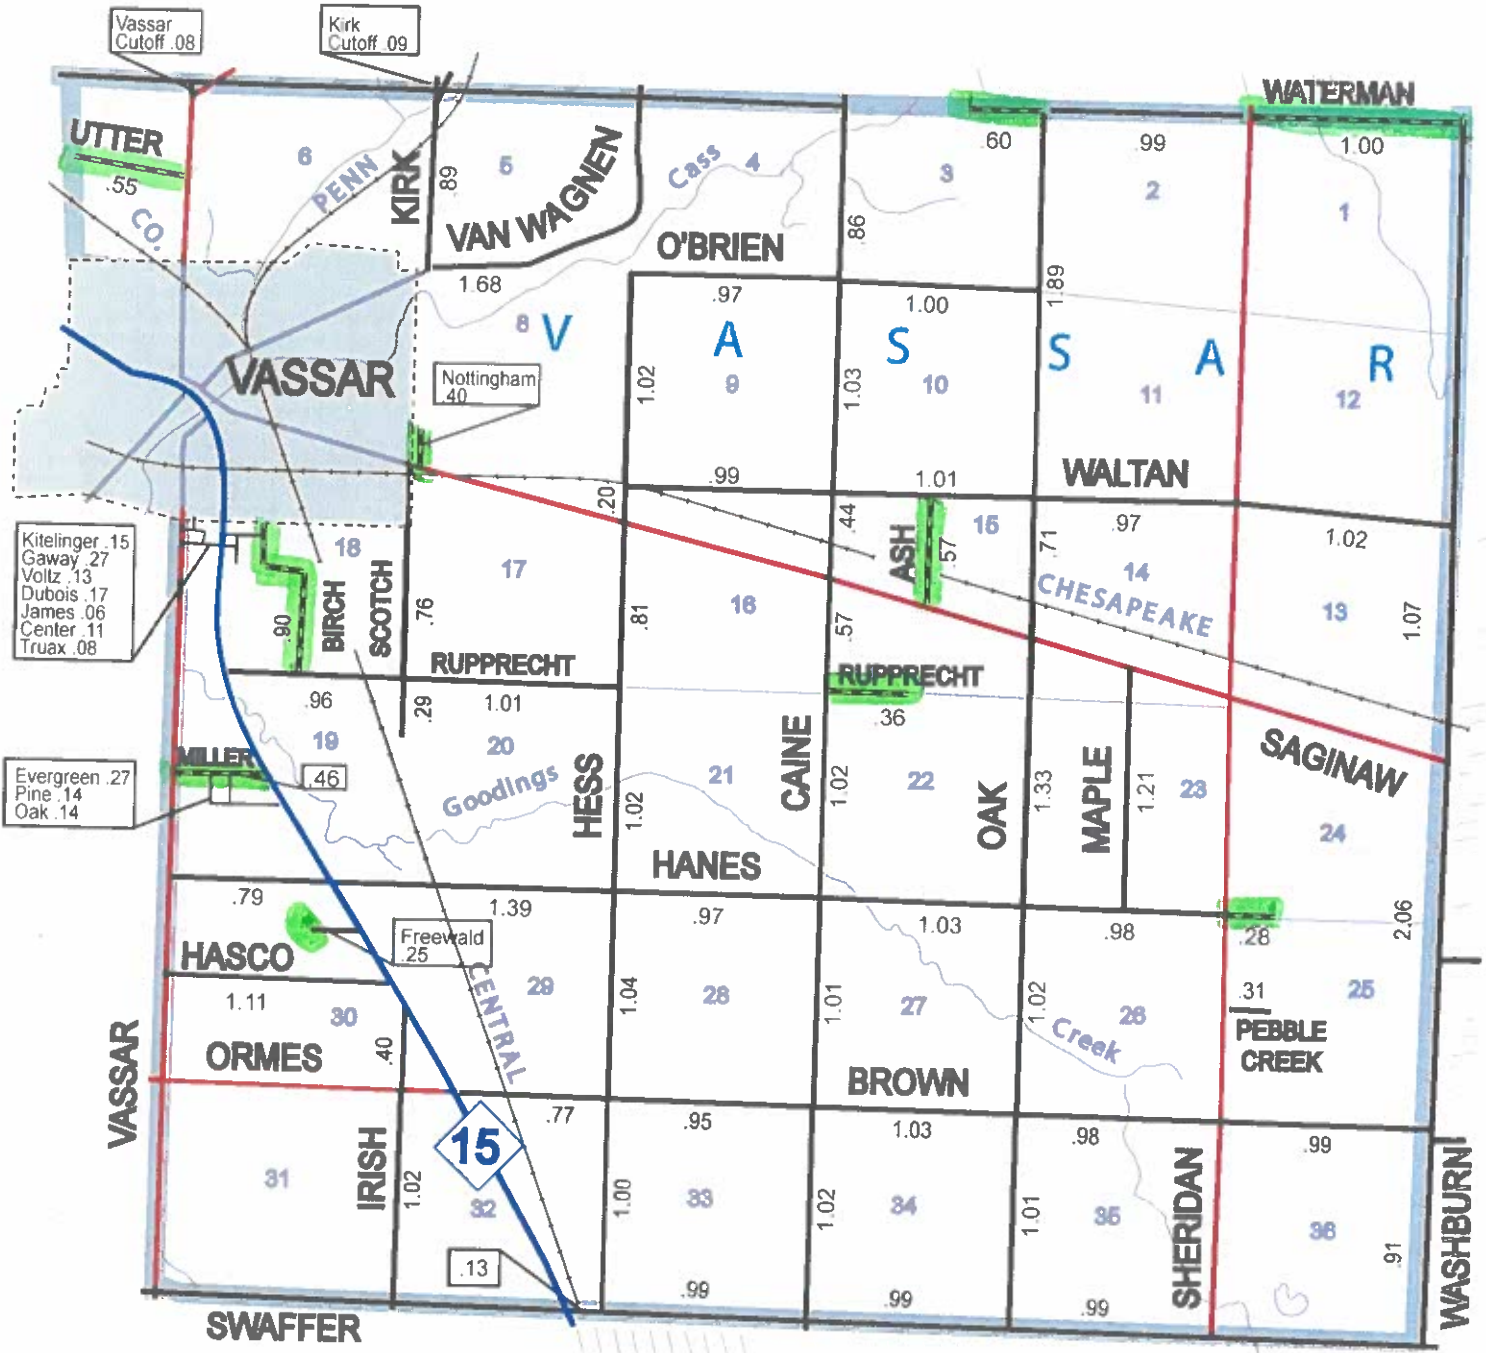 Vassar
Cutoff .08
Kirk
Cutoff .09
WATERMAN
UTTER
.55
6
PENN
KIRK
.89
5
VAN WAGNEN
Cass
4
3
.60
.99
2
1.00
1
CO.
1.68
O'BRIEN
.86
.97
1.00
1.89
8
V A S S A R
VASSAR
Nottingham
.40
1.02
9
1.03
10
11
12
.99
1.01
WALTAN
.20
.44
ASH
.57
15
.71
.97
1.02
Kitelinger .15
Gaway .27
Voltz .13
Dubois .17
James .06
Center .11
Truax .08
18
.90
BIRCH
SCOTCH
.76
17
.81
16
.57
14
CHESAPEAKE
13
1.07
RUPPRECHT
RUPPRECHT
.96
.29
1.01
.36
19
20
MILLER
.46
Evergreen .27
Pine .14
Oak .14
Goodings
HESS
1.02
21
CAINE
1.02
22
OAK
1.33
MAPLE
1.21
23
SAGINAW
24
HANES
.79
1.39
.97
1.03
.98
.28
2.06
Freewald
.25
HASCO
1.11
30
.40
CENTRAL
29
1.04
28
1.01
27
1.02
Creek
26
.31
PEBBLE
CREEK
25
ORMES
BROWN
VASSAR
.77
.95
1.03
.98
.99
15
31
IRISH
1.02
32
1.00
33
1.02
34
1.01
35
SHERIDAN
36
.91
WASHBURN
.13
.99
.99
.99
SWAFFER